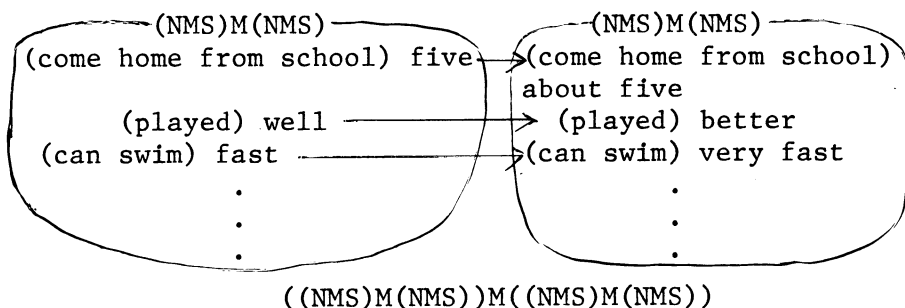 (NMS)M(NMS) (NMS)M(NMS)
(come home from school) five (come home from school)
about five
(played) well (played) better
(can swim) fast (can swim) very fast
((NMS)M(NMS))M((NMS)M(NMS))